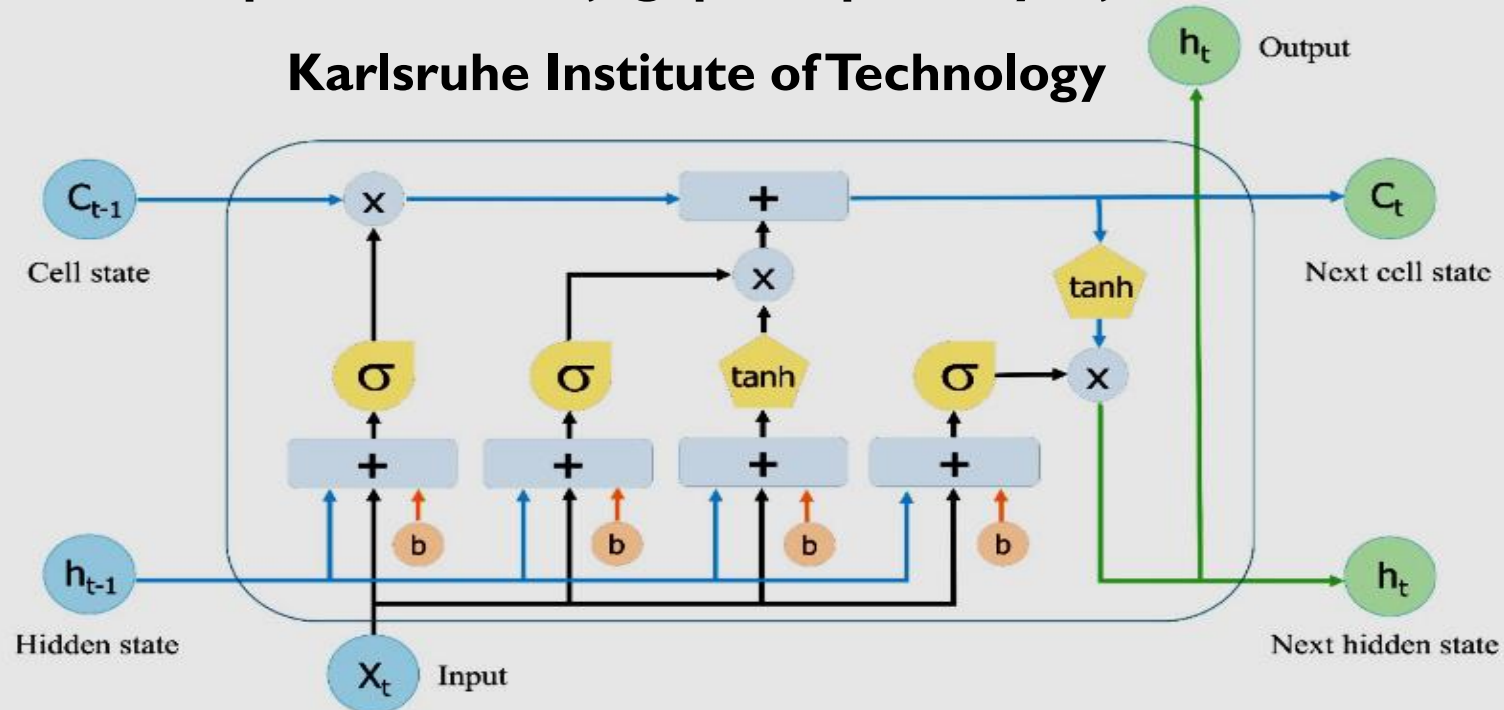 Karlsruhe Institute of Technology
hₜ Output
Cₜ₋₁ x + Cₜ
Cell state x tanh Next cell state
σ σ tanh σ x
+ + + +
b b b b
hₜ₋₁ hₜ
Hidden state Next hidden state
Xₜ Input